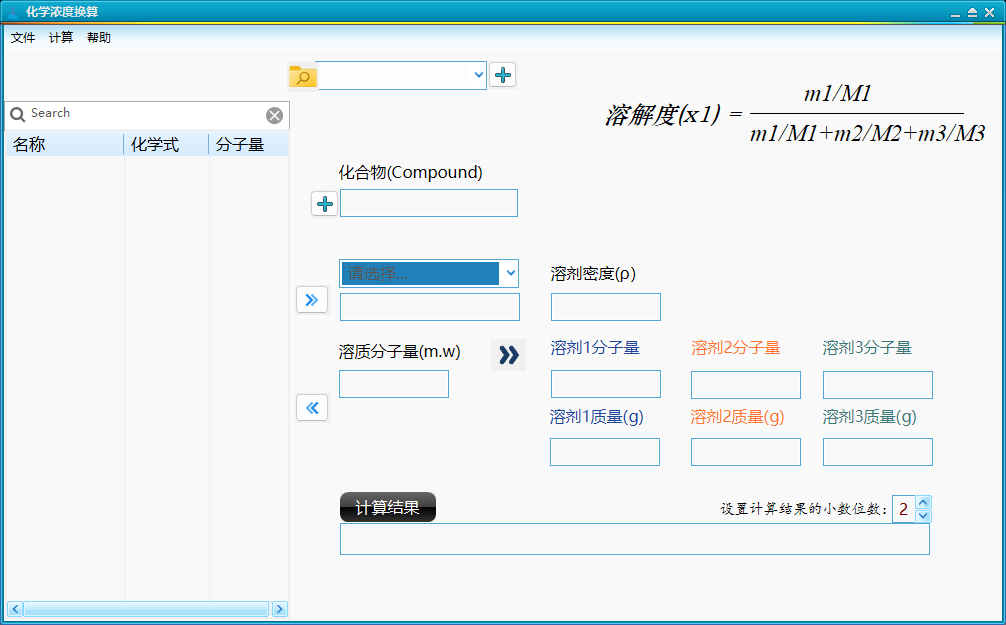 化学浓度换算
文件 计算 帮助
Search
名称 化学式 分子量
溶解度(x1) = m1/M1
m1/M1+m2/M2+m3/M3
化合物(Compound)
请选择...
溶剂密度(ρ)
溶质分子量(m.w)
溶剂1分子量 溶剂2分子量 溶剂3分子量
溶剂1质量(g) 溶剂2质量(g) 溶剂3质量(g)
计算结果
设置计算结果的小数位数: 2